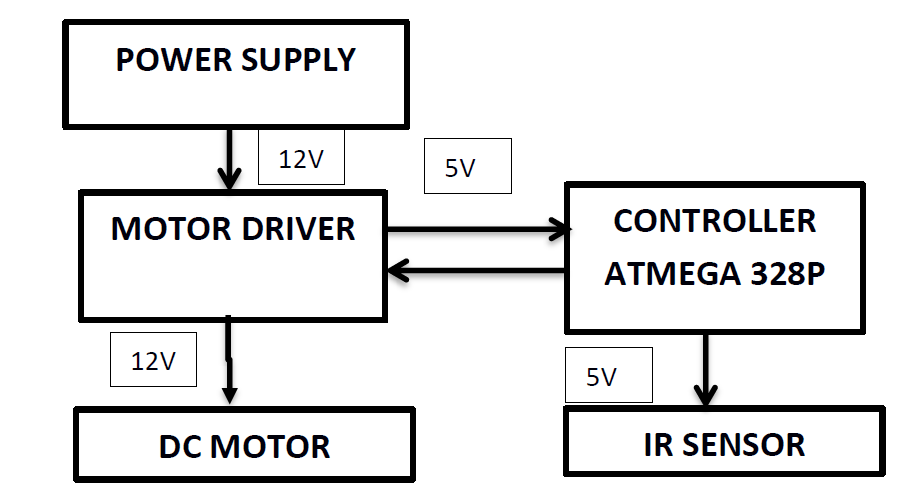 POWER SUPPLY
12V
5V
MOTOR DRIVER
CONTROLLER
ATMEGA 328P
12V
5V
DC MOTOR
IR SENSOR